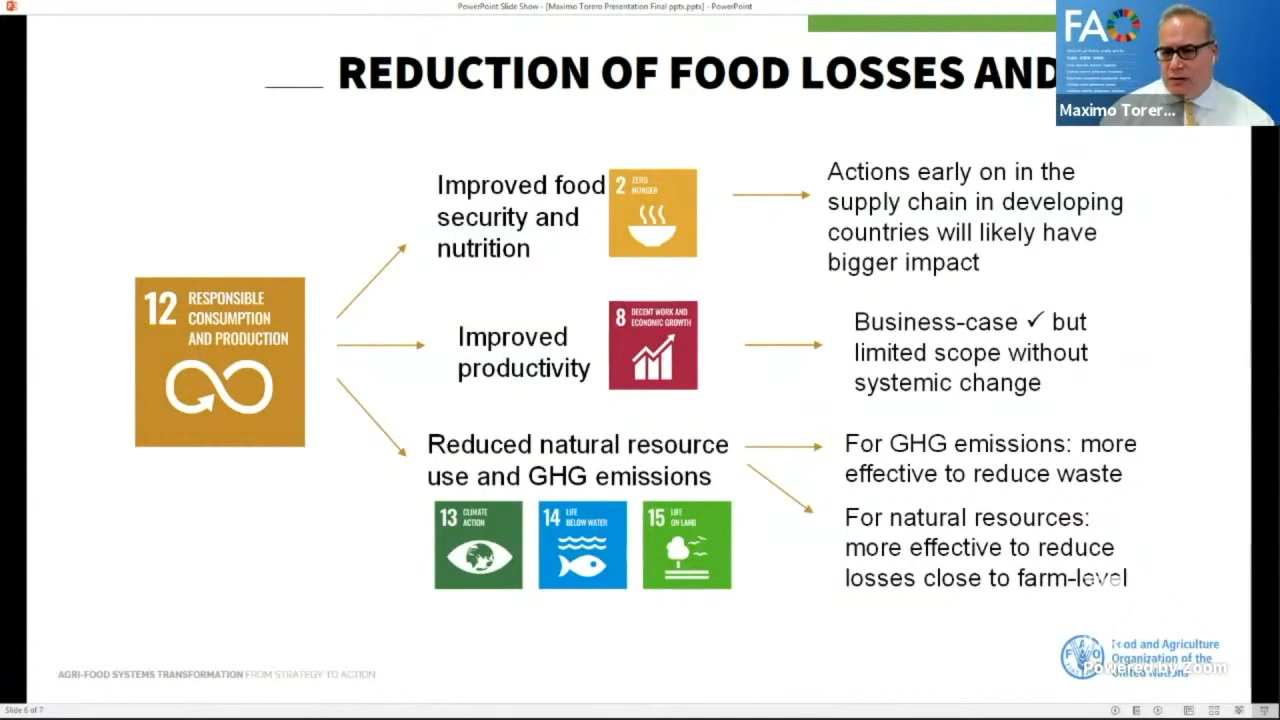 PowerPoint Slide Show - [Maximo Torero Presentation Final pptx.pptx] - PowerPoint
FAO
Maximo Torer...
REDUCTION OF FOOD LOSSES AND
Improved food
security and
nutrition
2 ZERO
HUNGER
Actions early on in the
supply chain in developing
countries will likely have
bigger impact
12 RESPONSIBLE
CONSUMPTION
AND PRODUCTION
Improved
productivity
8 DECENT WORK AND
ECONOMIC GROWTH
Business-case ✓ but
limited scope without
systemic change
Reduced natural resource
use and GHG emissions
13 CLIMATE
ACTION
14 LIFE
BELOW WATER
15 LIFE
ON LAND
For GHG emissions: more
effective to reduce waste
For natural resources:
more effective to reduce
losses close to farm-level
AGRI-FOOD SYSTEMS TRANSFORMATION FROM STRATEGY TO ACTION
Food and Agriculture
Organization of the
United Nations
Powered by Zoom
Slide 6 of 7